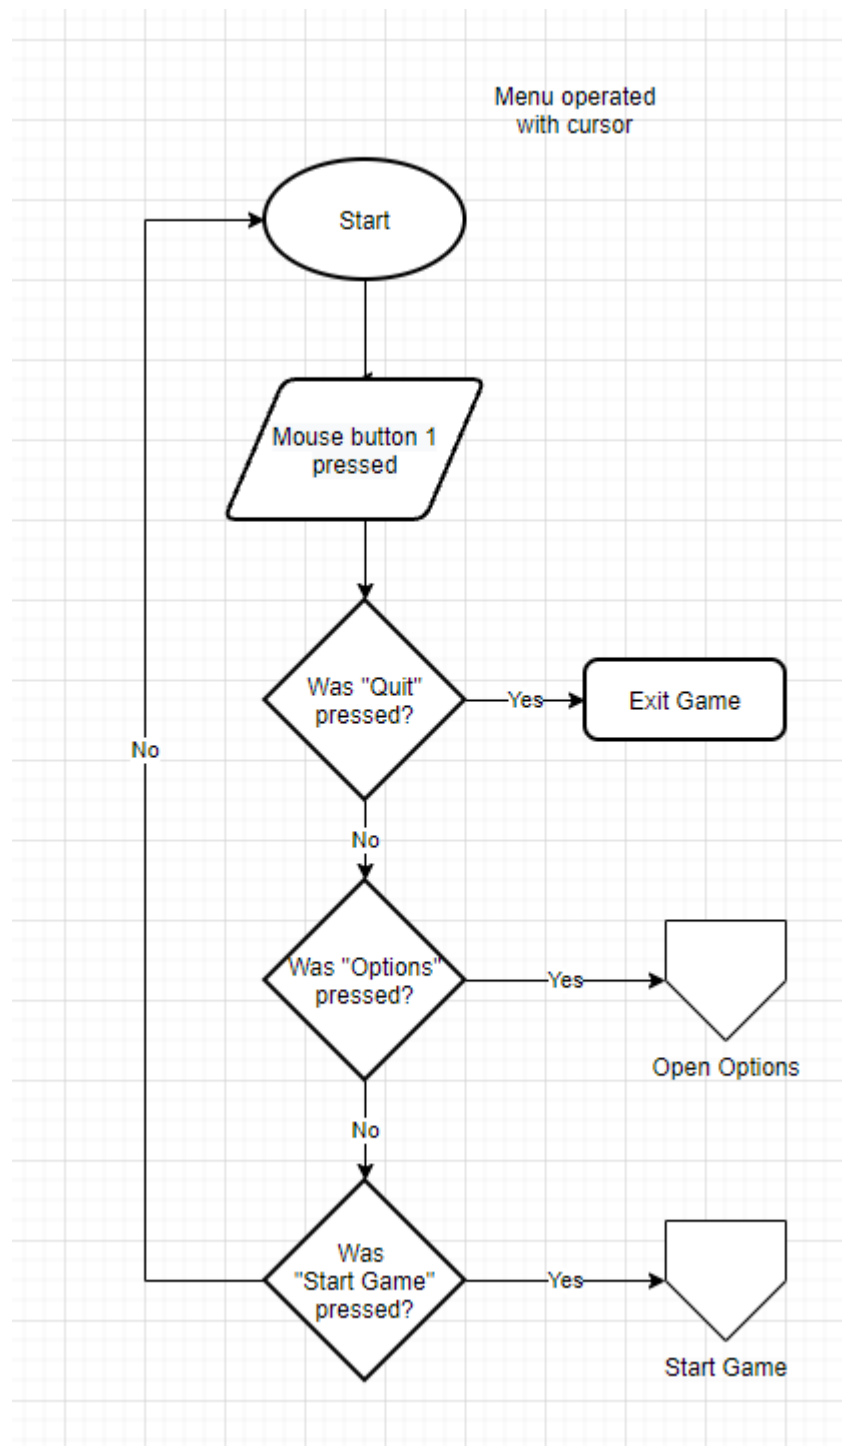 Menu operated
with cursor
Start
Mouse button 1
pressed
Was "Quit"
pressed?
Yes
Exit Game
No
No
Was "Options"
pressed?
Yes
Open Options
No
Was
"Start Game"
pressed?
Yes
Start Game